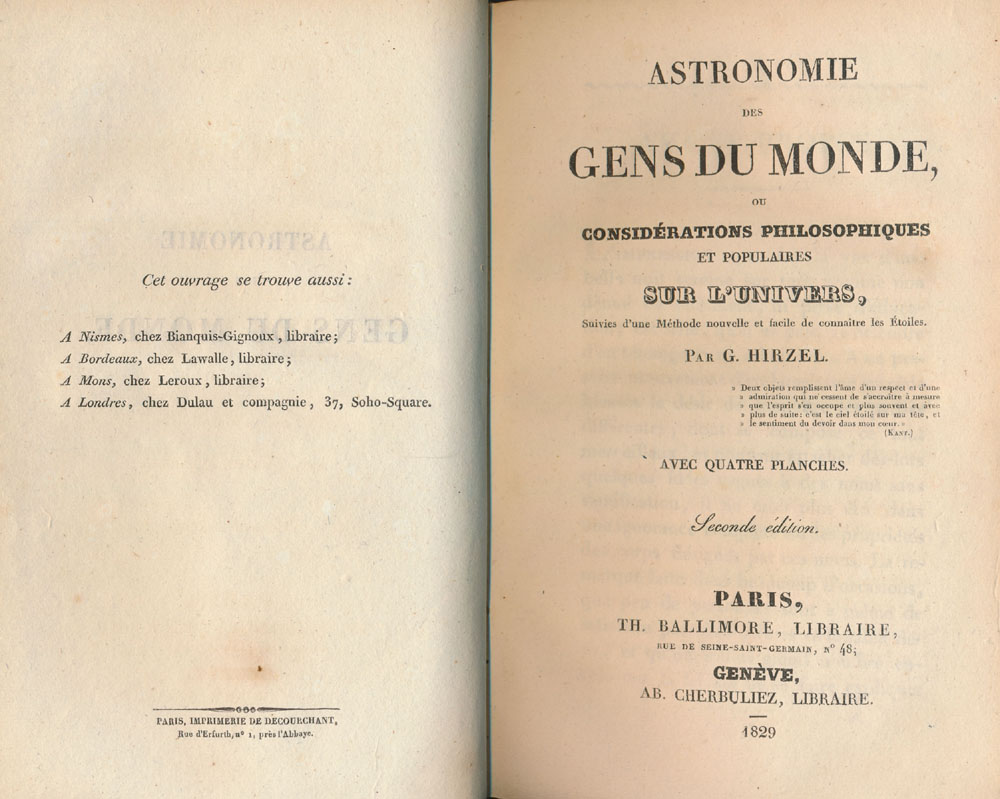 Cet ouvrage se trouve aussi :
A Nismes, chez Bianquis-Gignoux, libraire;
A Bordeaux, chez Lawalle, libraire;
A Mons, chez Leroux, libraire;
A Londres, chez Dulau et compagnie, 37, Soho-Square.
PARIS, IMPRIMERIE DE DECOURCHANT,
Rue d'Erfurth, n° 1, près l'Abbaye.
ASTRONOMIE
DES
GENS DU MONDE,
OU
CONSIDÉRATIONS PHILOSOPHIQUES
ET POPULAIRES
SUR L'UNIVERS,
Suivies d'une Méthode nouvelle et facile de connaître les Étoiles.
PAR G. HIRZEL.
» Deux objets remplissent l'âme d'un respect et d'une
» admiration qui ne cessent de s'accroître à mesure
» que l'esprit s'en occupe et plus souvent et avec
» plus de suite: c'est le ciel étoilé sur ma tête, et
» le sentiment du devoir dans mon cœur. »
(KANT.)
AVEC QUATRE PLANCHES.
Seconde édition.
PARIS,
TH. BALLIMORE, LIBRAIRE,
RUE DE SEINE-SAINT-GERMAIN, N° 48;
GENÈVE,
AB. CHERBULIEZ, LIBRAIRE.
1829